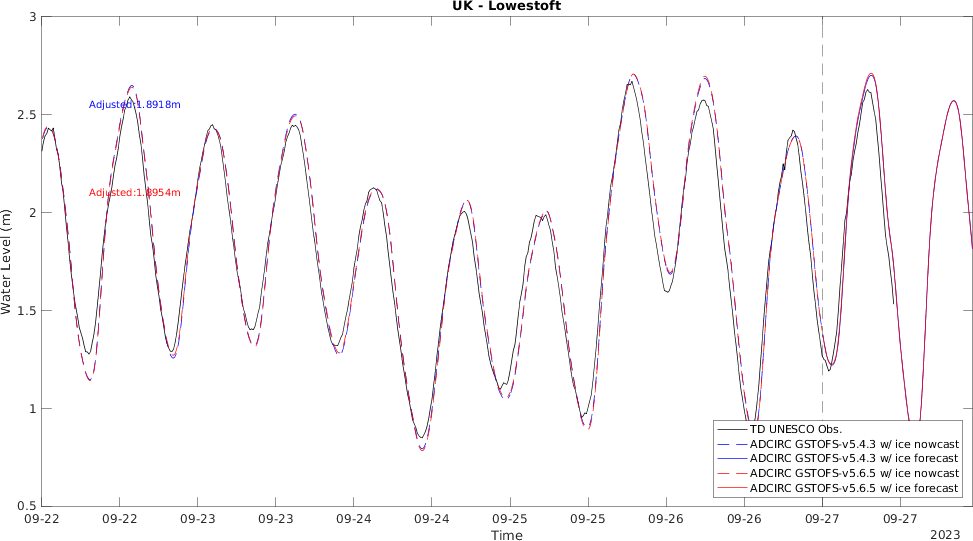 UK - Lowestoft
3
2.5
2
1.5
1
0.5
Water Level (m)
Adjusted:1.8918m
Adjusted:1.8954m
TD UNESCO Obs.
ADCIRC GSTOFS-v5.4.3 w/ ice nowcast
ADCIRC GSTOFS-v5.4.3 w/ ice forecast
ADCIRC GSTOFS-v5.6.5 w/ ice nowcast
ADCIRC GSTOFS-v5.6.5 w/ ice forecast
09-22 09-22 09-23 09-23 09-24 09-24 09-25 09-25 09-26 09-26 09-27 09-27
Time
2023